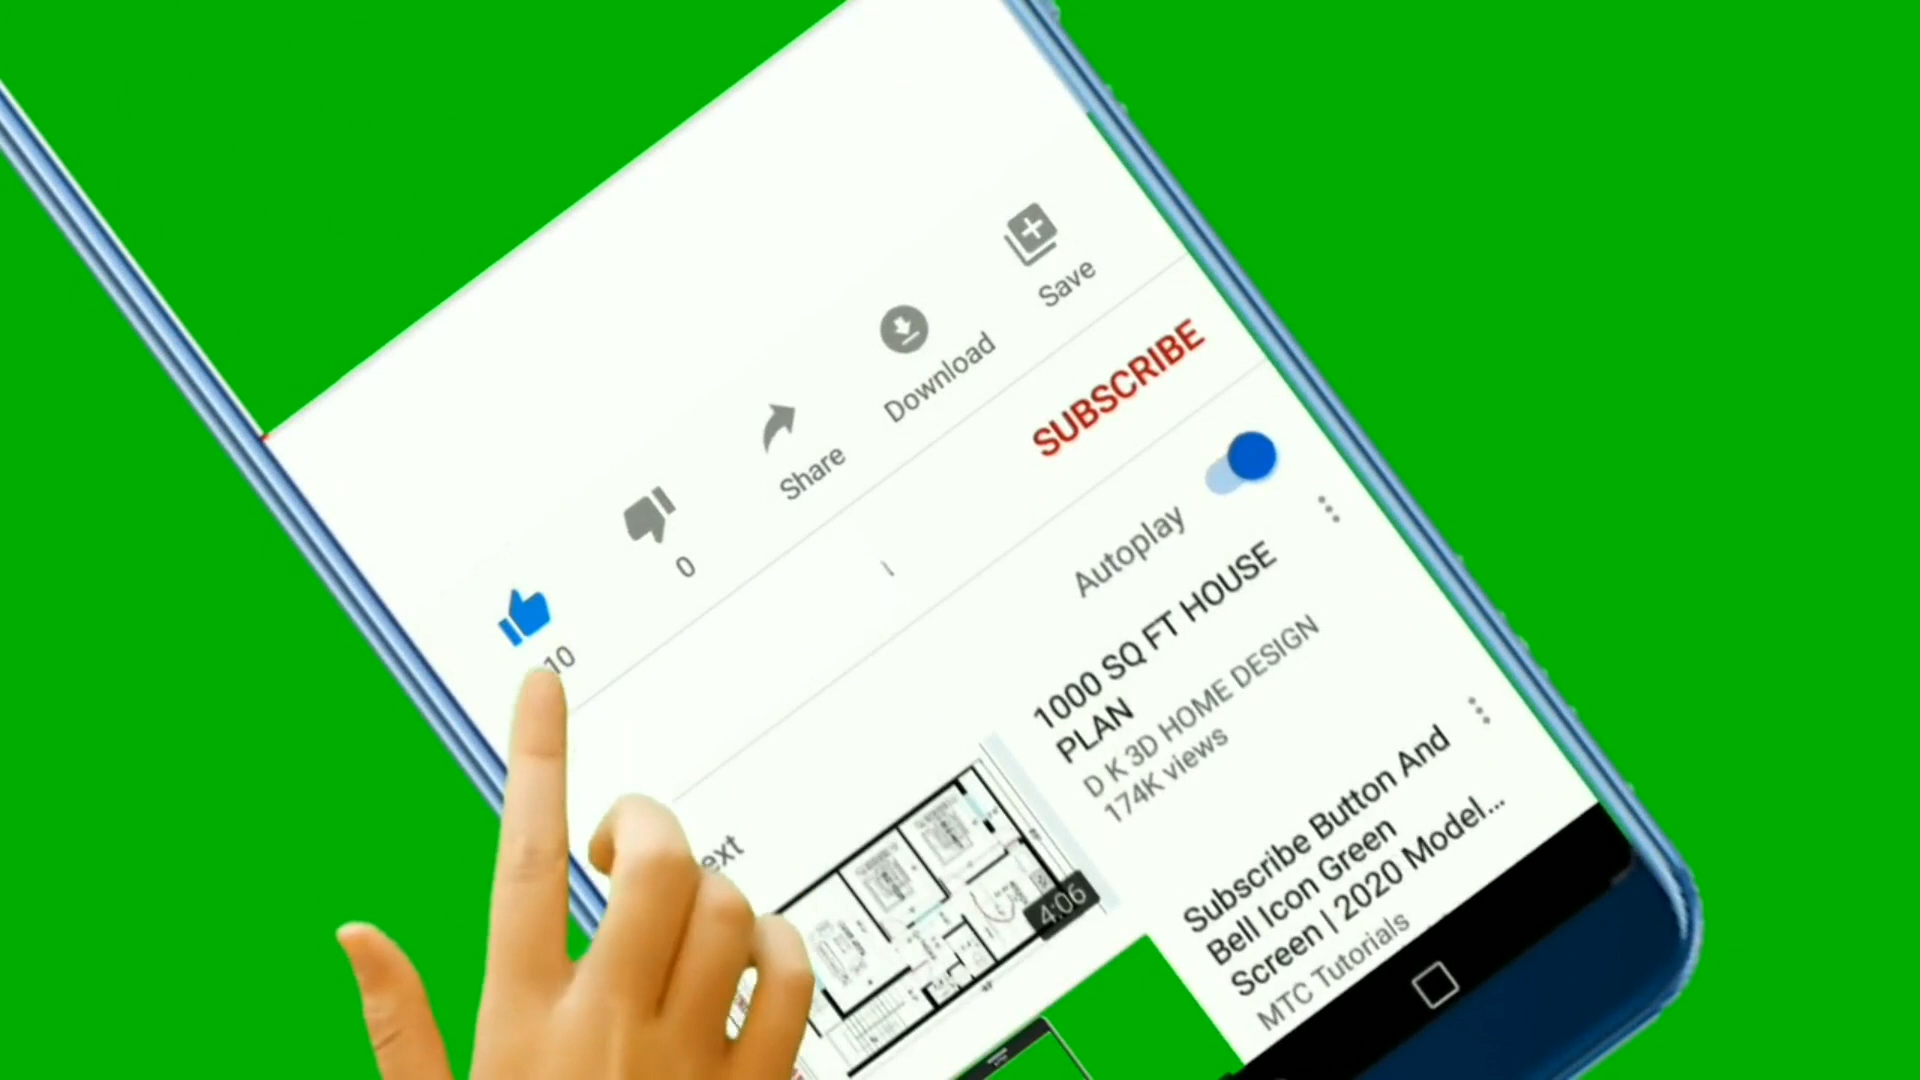 10
0
Share
Download
Save
SUBSCRIBE
ext
Autoplay
1000 SQ FT HOUSE
PLAN
D K 3D HOME DESIGN
174K views
4:06
Subscribe Button And
Bell Icon Green
Screen | 2020 Model...
MTC Tutorials